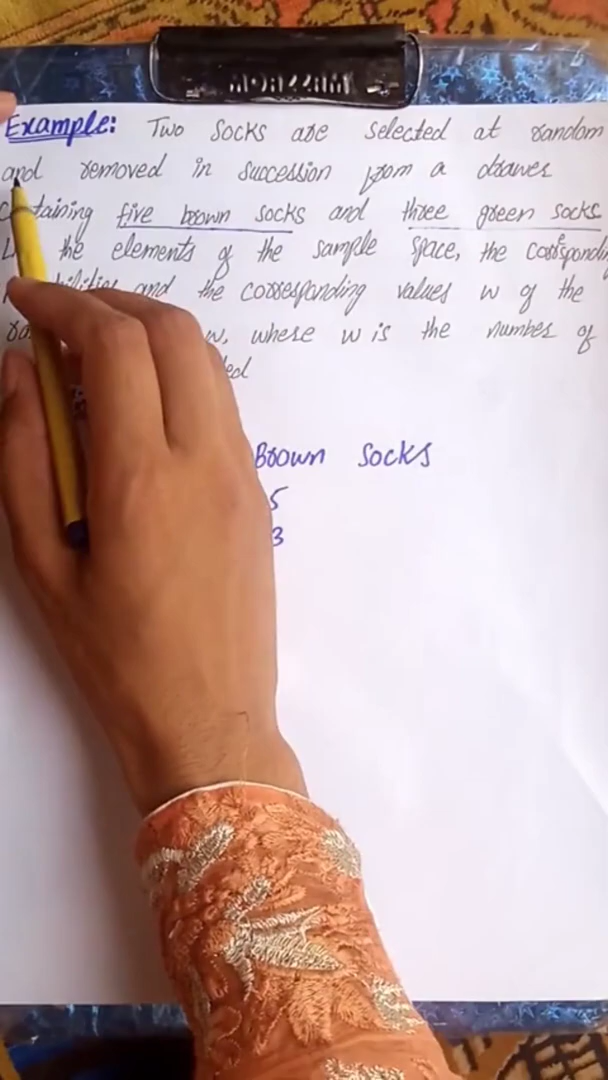 MOAZZAM
Example: Two Socks are selected at random
and removed in succession from a drawer
five brown socks and three green socks
the elements of the sample space, the corresponding
and the corresponding values w of the
w, where w is the number of
Brown Socks
5
3